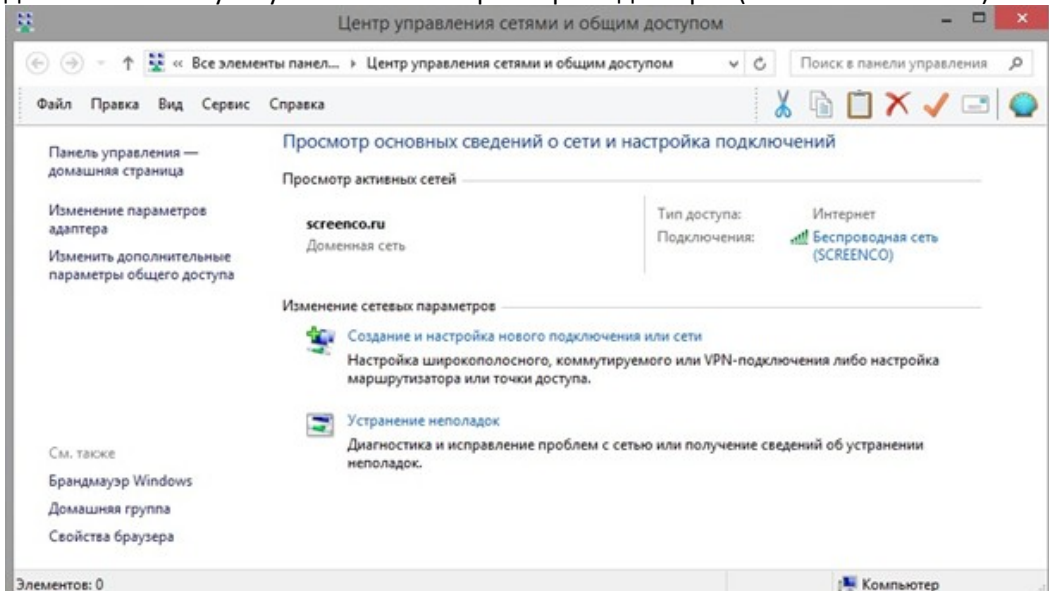 Центр управления сетями и общим доступом
« Все элементы панел... ▸ Центр управления сетями и общим доступом
Поиск в панели управления
Файл Правка Вид Сервис Справка
Панель управления —
домашняя страница
Изменение параметров
адаптера
Изменить дополнительные
параметры общего доступа
Просмотр основных сведений о сети и настройка подключений
Просмотр активных сетей
screenco.ru
Доменная сеть
Тип доступа: Интернет
Подключения: Беспроводная сеть
(SCREENCO)
Изменение сетевых параметров
Создание и настройка нового подключения или сети
Настройка широкополосного, коммутируемого или VPN-подключения либо настройка
маршрутизатора или точки доступа.
Устранение неполадок
Диагностика и исправление проблем с сетью или получение сведений об устранении
неполадок.
См. также
Брандмауэр Windows
Домашняя группа
Свойства браузера
Элементов: 0
Компьютер